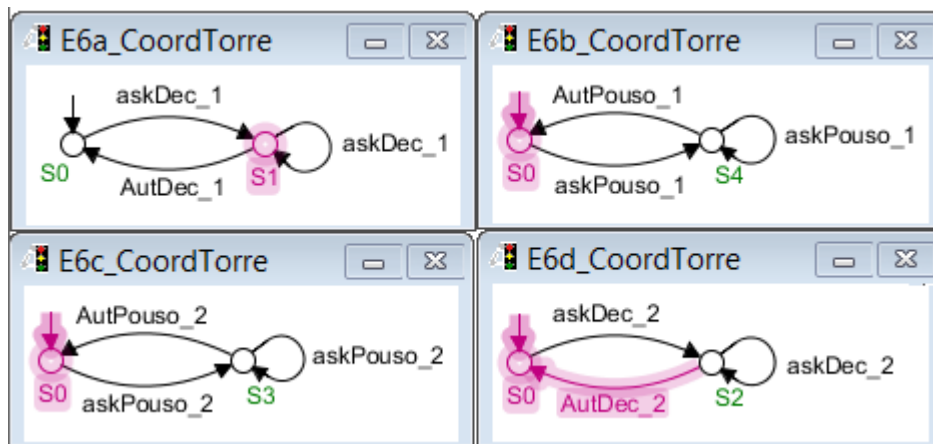 E6a_CoordTorre
askDec_1
askDec_1
S0
S1
AutDec_1
E6b_CoordTorre
AutPouso_1
askPouso_1
S0
S4
askPouso_1
E6c_CoordTorre
AutPouso_2
askPouso_2
S0
S3
askPouso_2
E6d_CoordTorre
askDec_2
askDec_2
S0
S2
AutDec_2